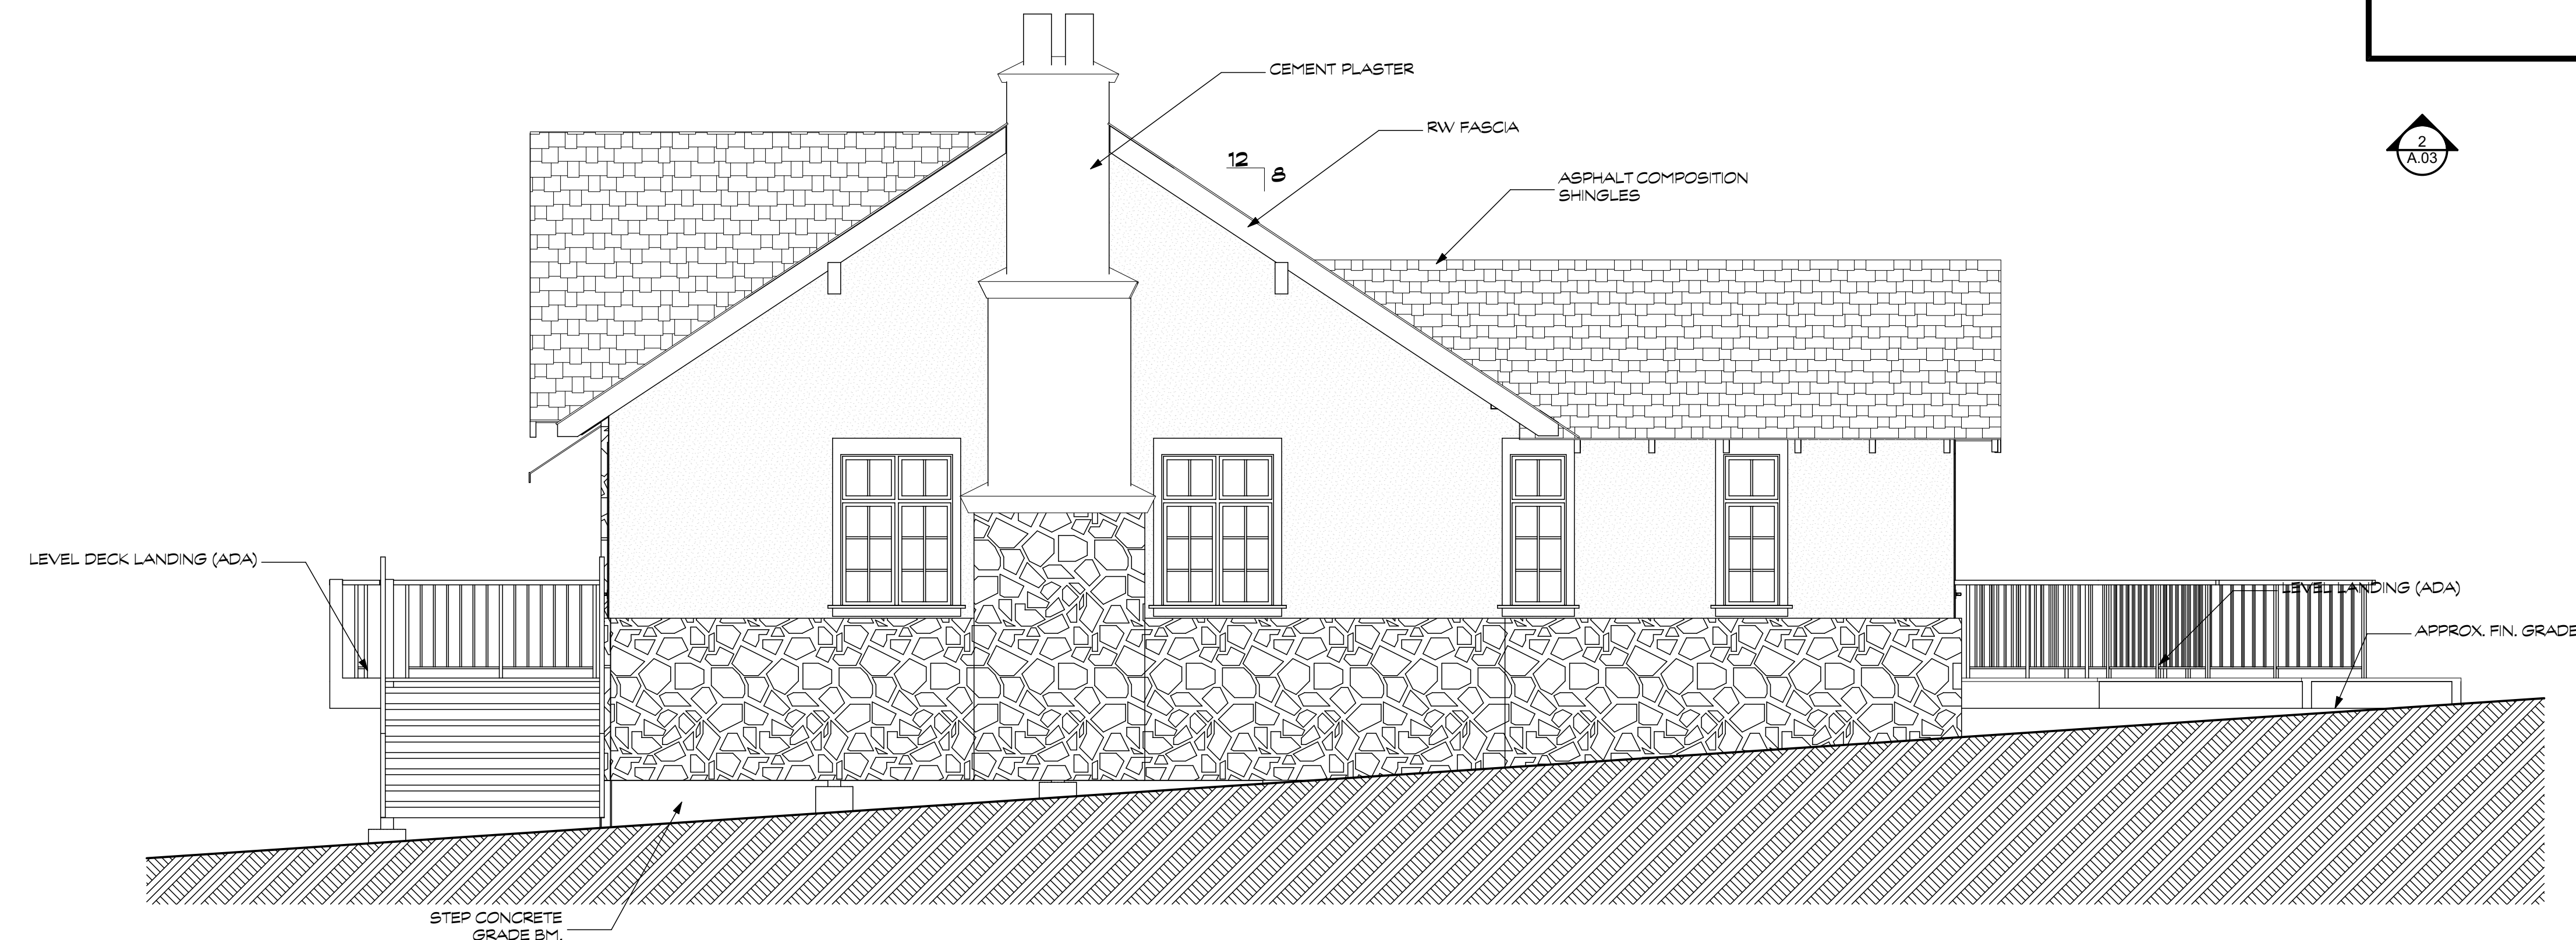 CEMENT PLASTER
RW FASCIA
12
8
ASPHALT COMPOSITION
SHINGLES
2
A.03
LEVEL DECK LANDING (ADA)
LEVEL LANDING (ADA)
APPROX. FIN. GRADE
STEP CONCRETE
GRADE BM.